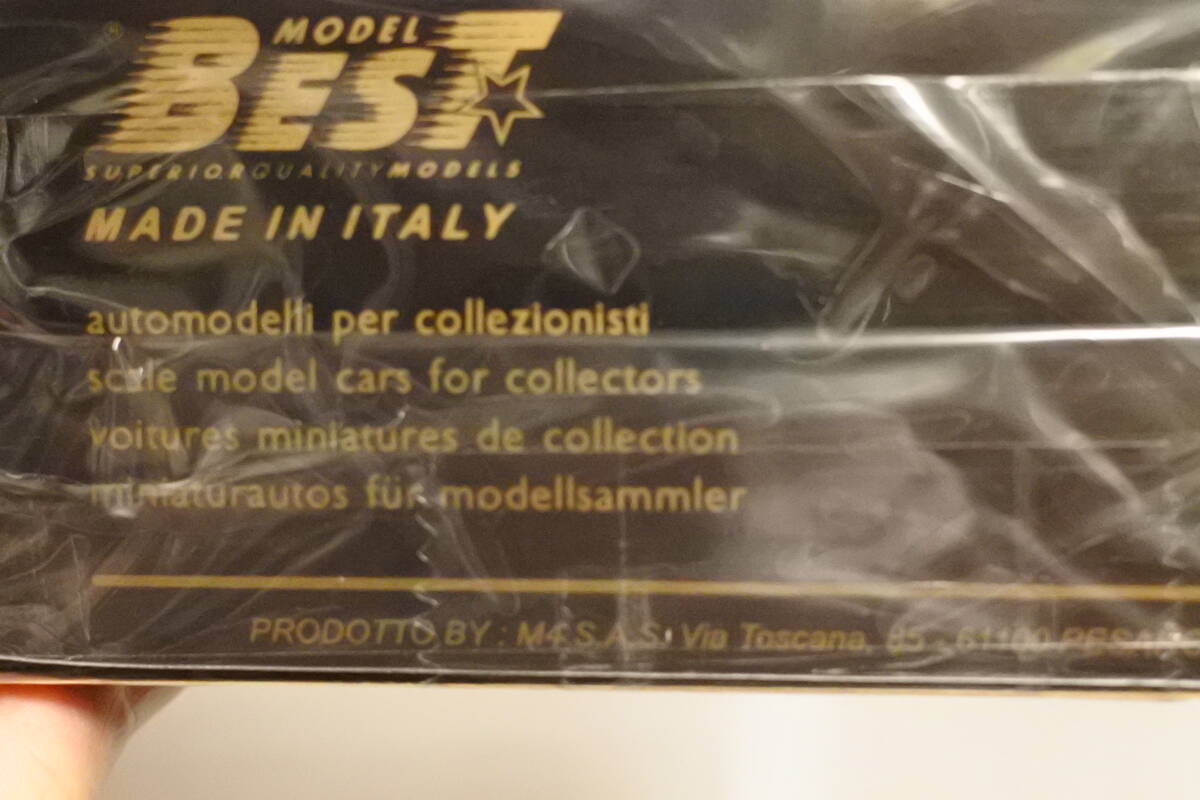 ®
MODEL
BEST
SUPERIORQUALITYMODELS
MADE IN ITALY
automodelli per collezionisti
scale model cars for collectors
voitures miniatures de collection
miniaturautos für modellsammler
PRODOTTO BY : M4 S.A.S. Via Toscana, 85 - 61100